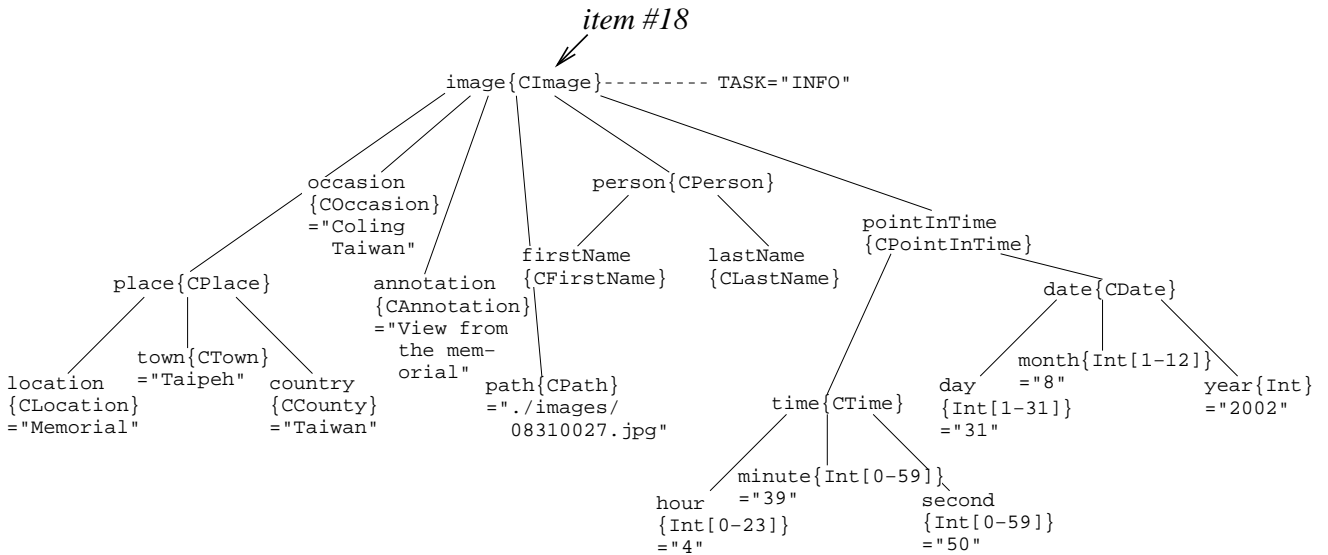 item #18
image{CImage}--------- TASK="INFO"
occasion
{COccasion}
="Coling
Taiwan"
person{CPerson}
pointInTime
{CPointInTime}
firstName
{CFirstName}
lastName
{CLastName}
place{CPlace}
annotation
{CAnnotation}
="View from
the mem-
orial"
date{CDate}
location
{CLocation}
="Memorial"
town{CTown}
="Taipeh"
country
{CCounty}
="Taiwan"
path{CPath}
="./images/
08310027.jpg"
time{CTime}
day
{Int[1-31]}
="31"
month{Int[1-12]}
="8"
year{Int}
="2002"
hour
{Int[0-23]}
="4"
minute{Int[0-59]}
="39"
second
{Int[0-59]}
="50"